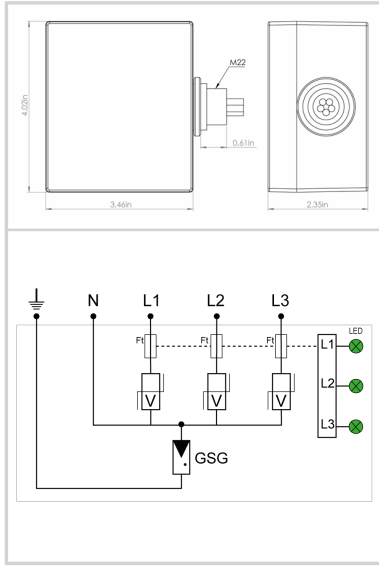 M22
4.02in
0.61in
3.46in
2.35in
N L1 L2 L3
LED
Ft Ft Ft L1
V V V L2
L3
GSG